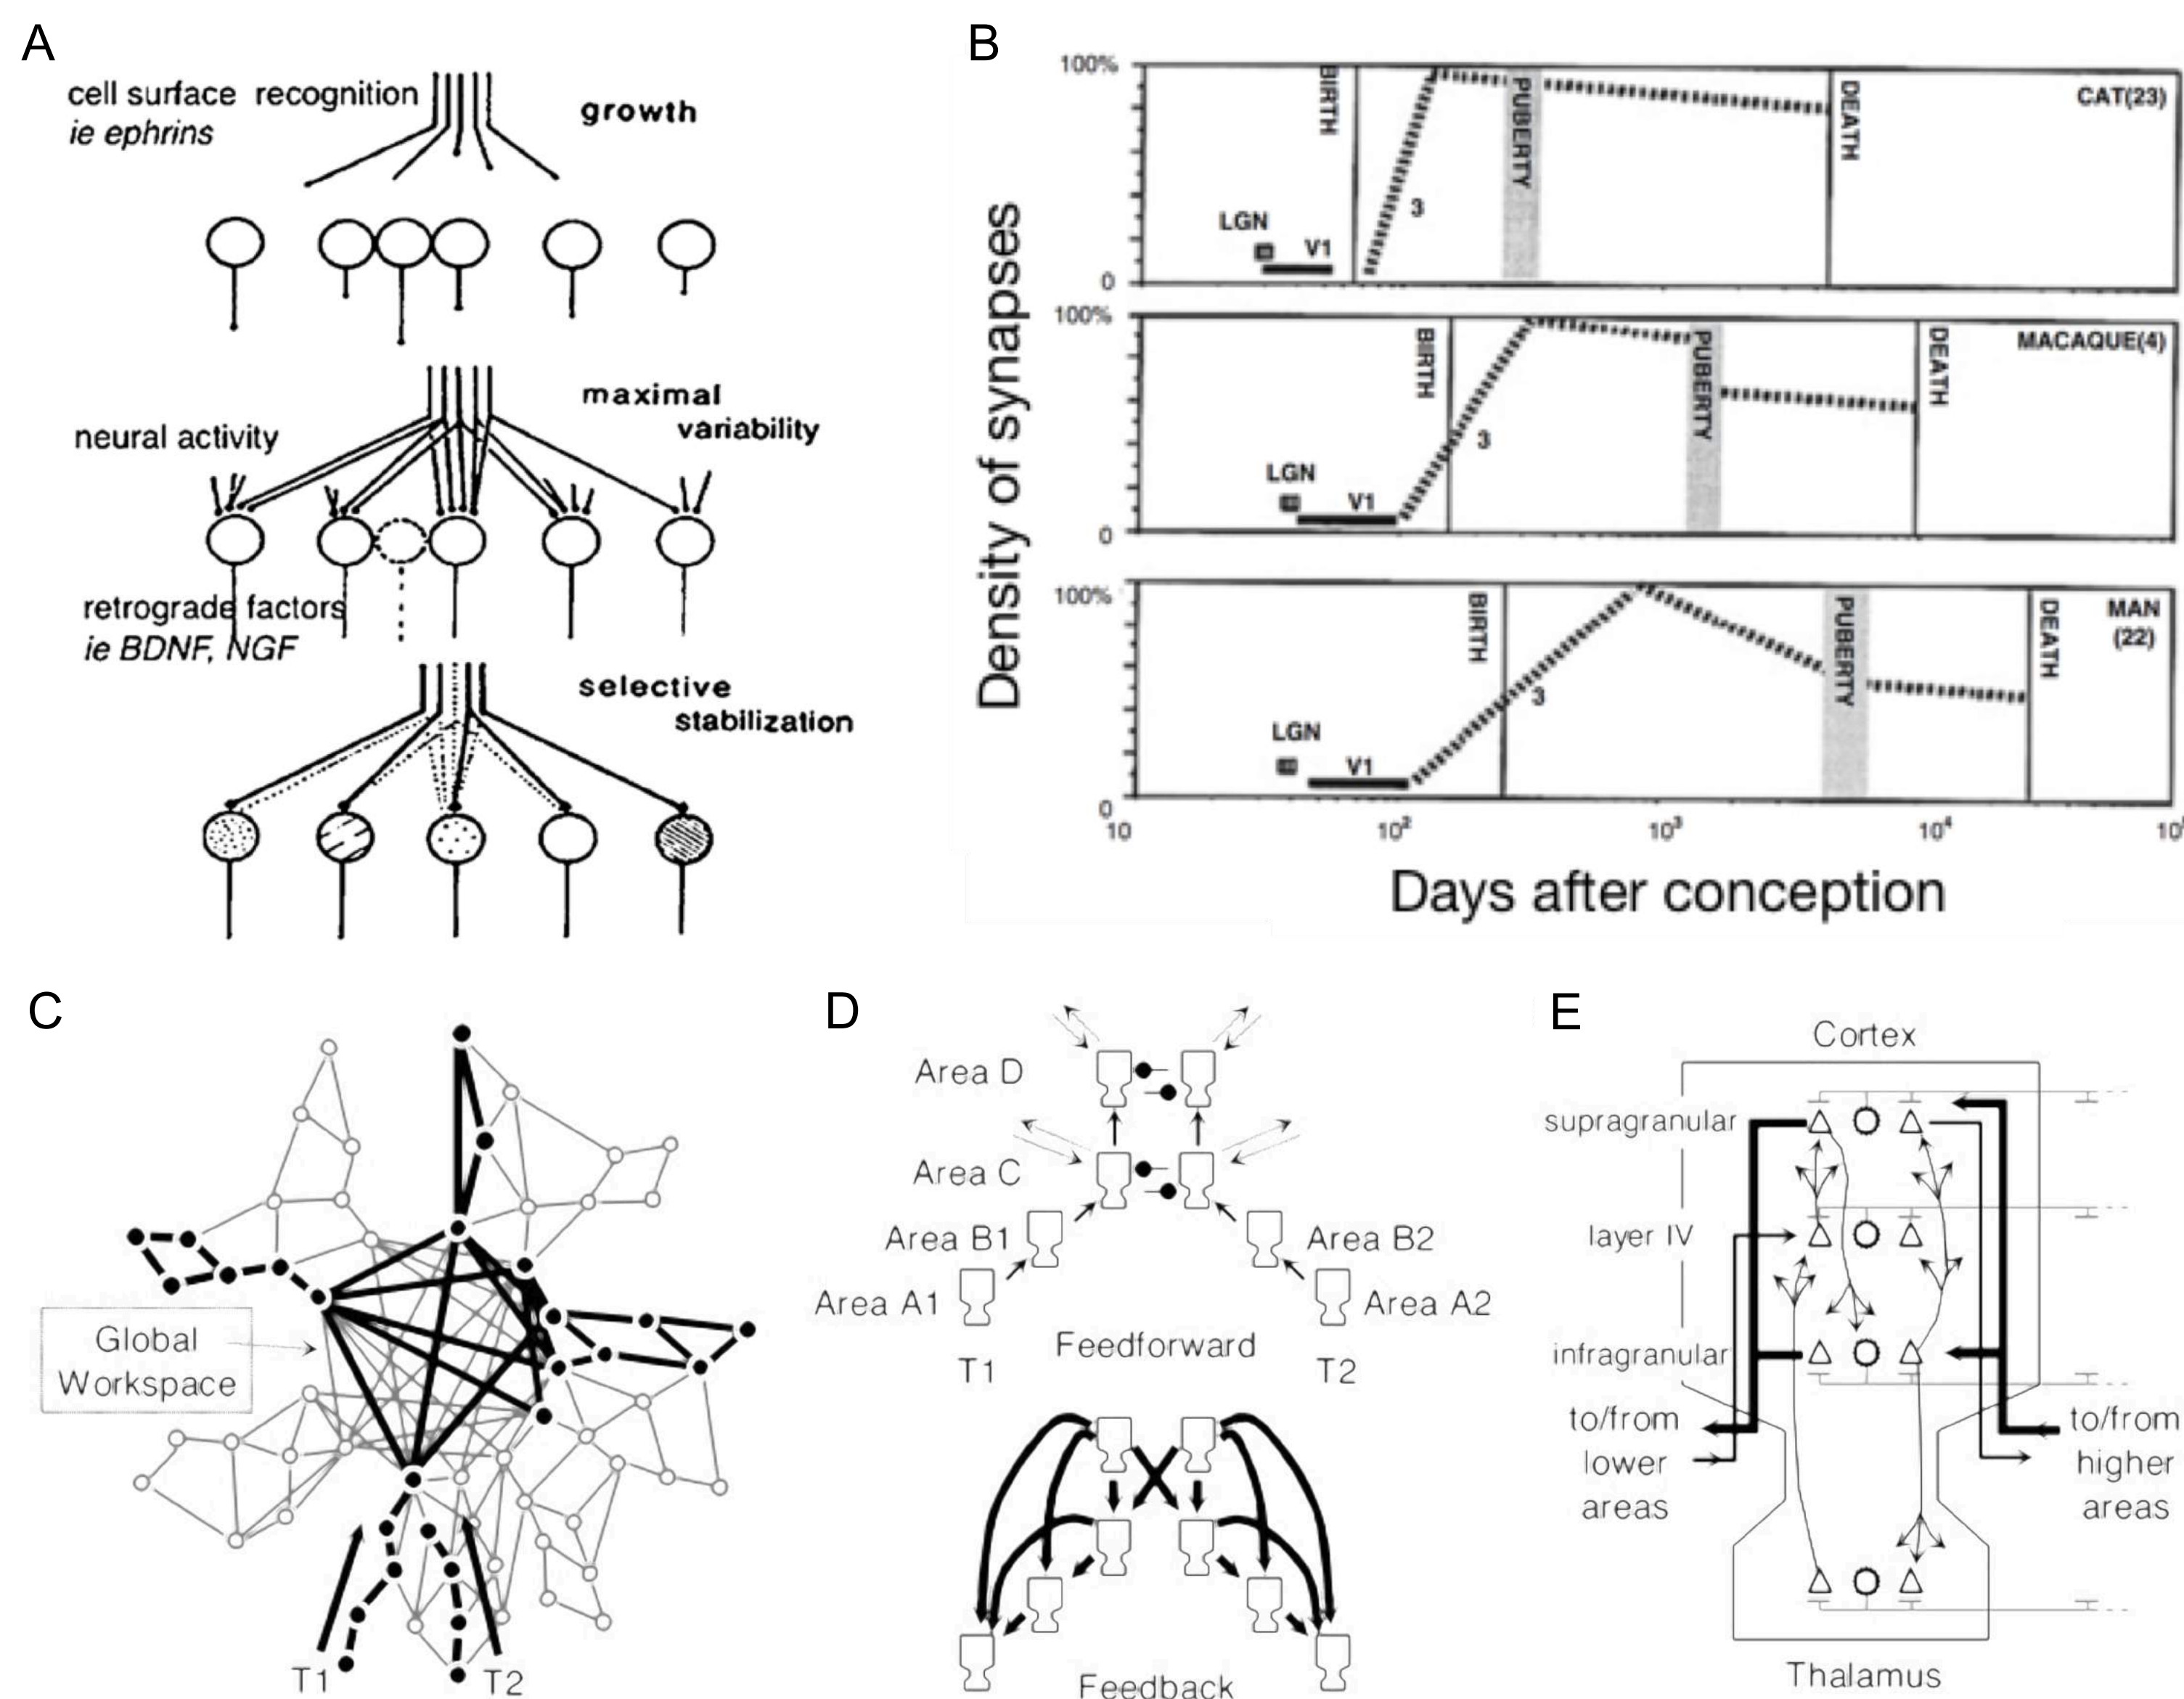 A
cell surface recognition
ie ephrins
growth
neural activity
maximal
variability
retrograde factors
ie BDNF, NGF
selective
stabilization
B
Density of synapses
100%
0
BIRTH
PUBERTY
DEATH
CAT(23)
LGN
V1
3
100%
0
BIRTH
PUBERTY
DEATH
MACAQUE(4)
LGN
V1
3
100%
0
BIRTH
PUBERTY
DEATH
MAN
(22)
LGN
V1
3
10 10² 10³ 10⁴
Days after conception
C
Global
Workspace
T1 T2
D
Area D
Area C
Area B1 Area B2
Area A1 Area A2
Feedforward
T1 T2
Feedback
E
Cortex
supragranular
layer IV
infragranular
to/from
lower
areas
to/from
higher
areas
Thalamus